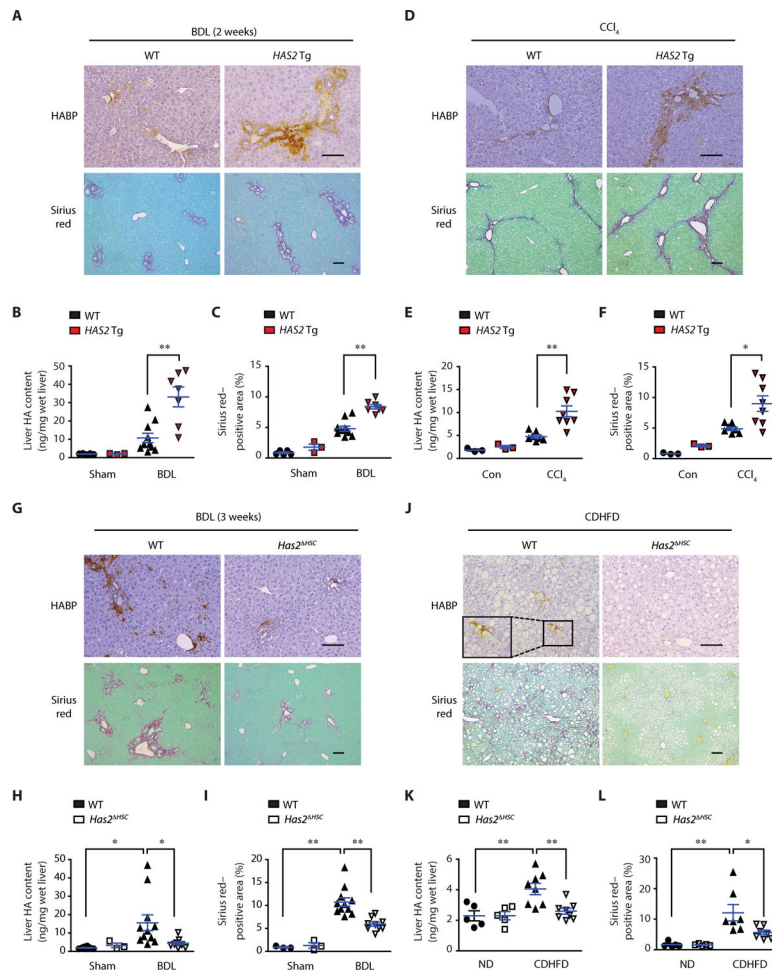 A
BDL (2 weeks)
WT HAS2 Tg
HABP
Sirius
red
D
CCl4
WT HAS2 Tg
HABP
Sirius
red
B
WT
HAS2 Tg
**
Liver HA content
(ng/mg wet liver)
50
40
30
20
10
0
Sham BDL
C
WT
HAS2 Tg
**
Sirius red–
positive area (%)
15
10
5
0
Sham BDL
E
WT
HAS2 Tg
**
Liver HA content
(ng/mg wet liver)
20
15
10
5
0
Con CCl4
F
WT
HAS2 Tg
*
Sirius red–
positive area (%)
15
10
5
0
Con CCl4
G
BDL (3 weeks)
WT Has2ΔHSC
HABP
Sirius
red
J
CDHFD
WT Has2ΔHSC
HABP
Sirius
red
H
WT
Has2ΔHSC
* *
Liver HA content
(ng/mg wet liver)
50
40
30
20
10
0
Sham BDL
I
WT
Has2ΔHSC
** **
Sirius red–
positive area (%)
20
15
10
5
0
Sham BDL
K
WT
Has2ΔHSC
** **
Liver HA content
(ng/mg wet liver)
8
6
4
2
0
ND CDHFD
L
WT
Has2ΔHSC
** *
Sirius red–
positive area (%)
30
20
10
0
ND CDHFD